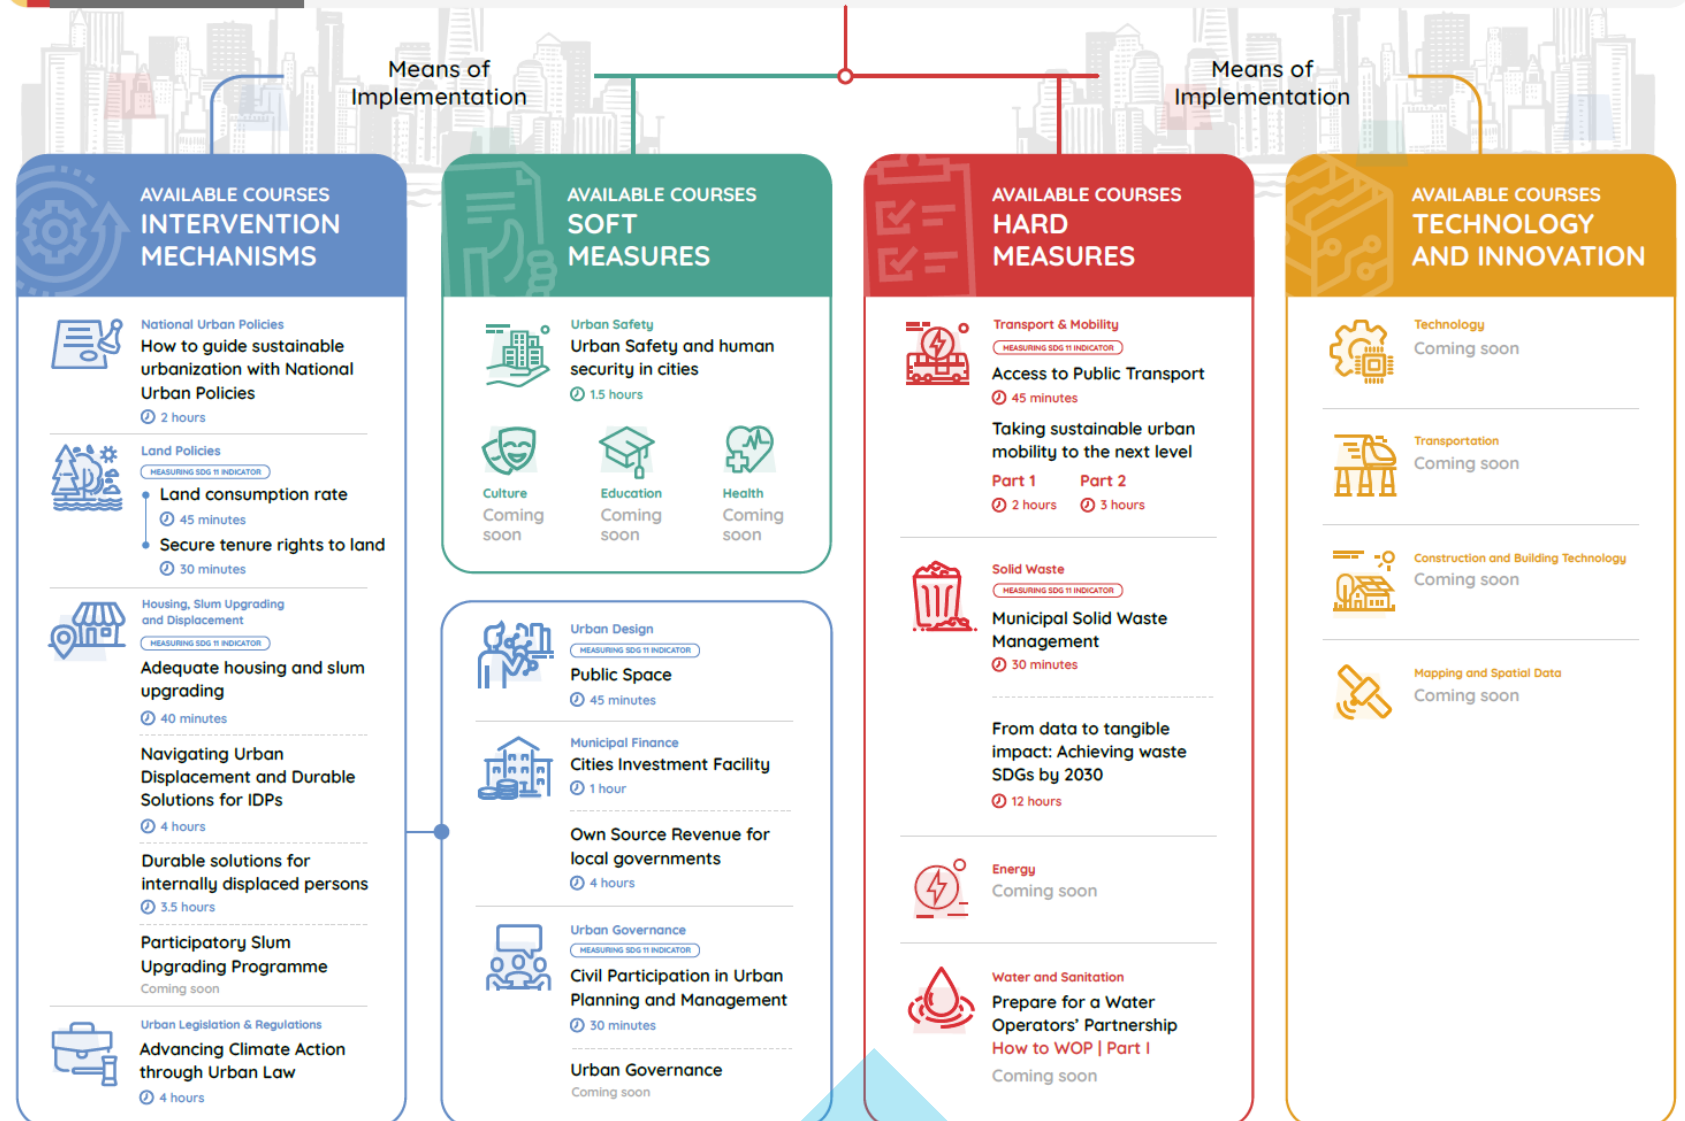 Means of
Implementation
Means of
Implementation
AVAILABLE COURSES
INTERVENTION
MECHANISMS
National Urban Policies
How to guide sustainable
urbanization with National
Urban Policies
2 hours
Land Policies
MEASURING SDG 11 INDICATOR
Land consumption rate
45 minutes
Secure tenure rights to land
30 minutes
Housing, Slum Upgrading
and Displacement
MEASURING SDG 11 INDICATOR
Adequate housing and slum
upgrading
40 minutes
Navigating Urban
Displacement and Durable
Solutions for IDPs
4 hours
Durable solutions for
internally displaced persons
3.5 hours
Participatory Slum
Upgrading Programme
Coming soon
Urban Legislation & Regulations
Advancing Climate Action
through Urban Law
4 hours
AVAILABLE COURSES
SOFT
MEASURES
Urban Safety
Urban Safety and human
security in cities
1.5 hours
Culture
Coming
soon
Education
Coming
soon
Health
Coming
soon
Urban Design
MEASURING SDG 11 INDICATOR
Public Space
45 minutes
Municipal Finance
Cities Investment Facility
1 hour
Own Source Revenue for
local governments
4 hours
Urban Governance
MEASURING SDG 11 INDICATOR
Civil Participation in Urban
Planning and Management
30 minutes
Urban Governance
Coming soon
AVAILABLE COURSES
HARD
MEASURES
Transport & Mobility
MEASURING SDG 11 INDICATOR
Access to Public Transport
45 minutes
Taking sustainable urban
mobility to the next level
Part 1 Part 2
2 hours 3 hours
Solid Waste
MEASURING SDG 11 INDICATOR
Municipal Solid Waste
Management
30 minutes
From data to tangible
impact: Achieving waste
SDGs by 2030
12 hours
Energy
Coming soon
Water and Sanitation
Prepare for a Water
Operators' Partnership
How to WOP | Part I
Coming soon
AVAILABLE COURSES
TECHNOLOGY
AND INNOVATION
Technology
Coming soon
Transportation
Coming soon
Construction and Building Technology
Coming soon
Mapping and Spatial Data
Coming soon